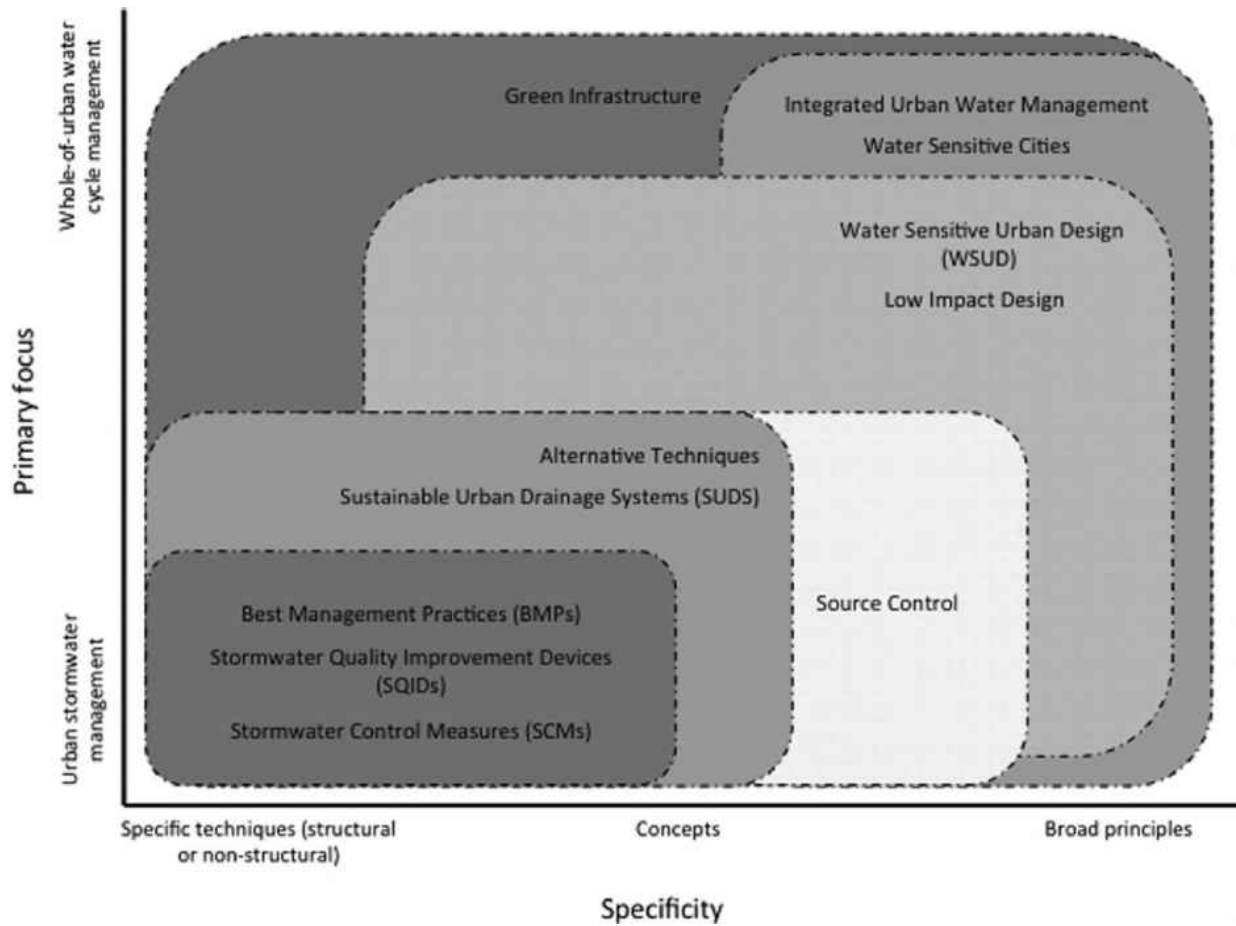 Whole-of-urban water
cycle management
Primary focus
Urban stormwater
management
Green Infrastructure
Integrated Urban Water Management
Water Sensitive Cities
Water Sensitive Urban Design
(WSUD)
Low Impact Design
Alternative Techniques
Sustainable Urban Drainage Systems (SUDS)
Source Control
Best Management Practices (BMPs)
Stormwater Quality Improvement Devices
(SQIDs)
Stormwater Control Measures (SCMs)
Specific techniques (structural
or non-structural)
Concepts
Broad principles
Specificity